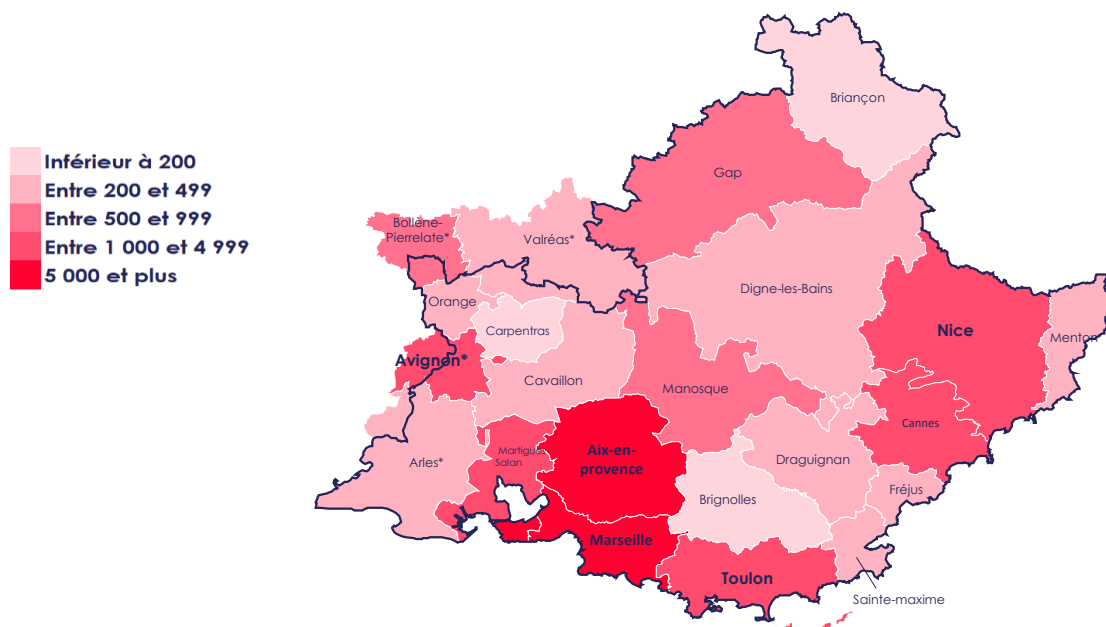 Inférieur à 200
Entre 200 et 499
Entre 500 et 999
Entre 1 000 et 4 999
5 000 et plus
Briançon
Gap
Bollène-
Pierrelate*
Valréas*
Digne-les-Bains
Orange
Carpentras
Nice
Menton
Avignon*
Cavaillon
Manosque
Cannes
Martigues
Salan
Aix-en-
provence
Arles*
Draguignan
Fréjus
Brignolles
Marseille
Toulon
Sainte-maxime